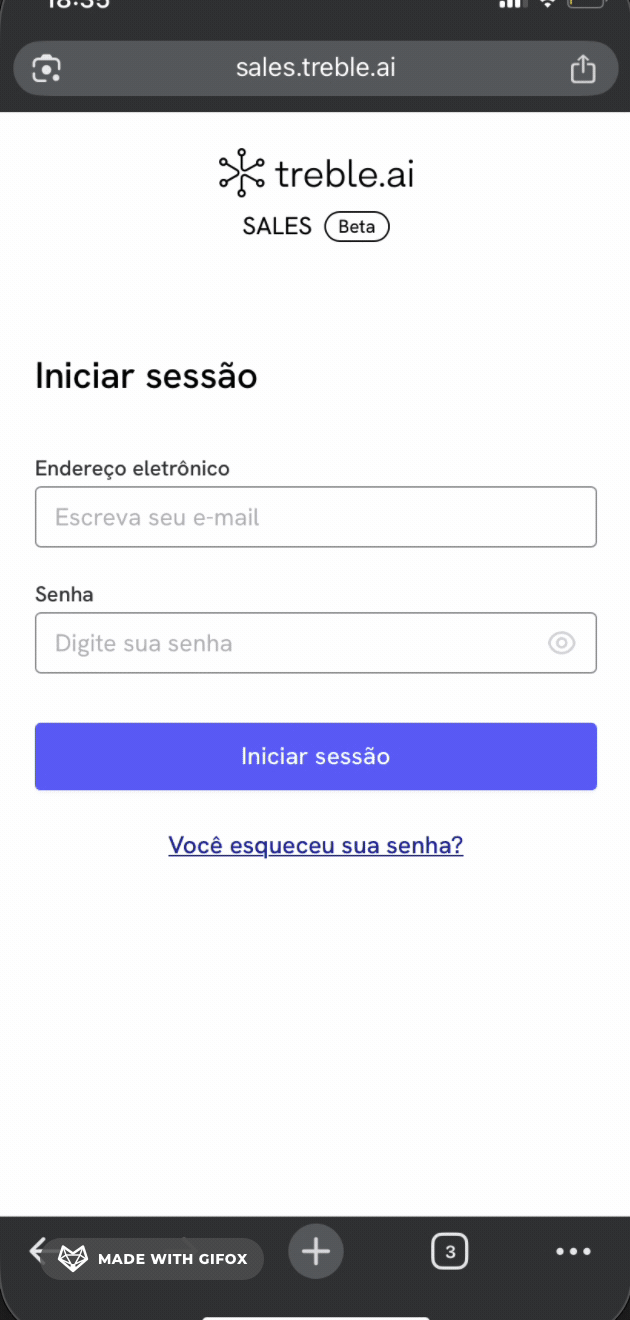 18:35
sales.treble.ai
treble.ai
SALES Beta
Iniciar sessão
Endereço eletrônico
Escreva seu e-mail
Senha
Digite sua senha
Iniciar sessão
Você esqueceu sua senha?
3
MADE WITH GIFOX